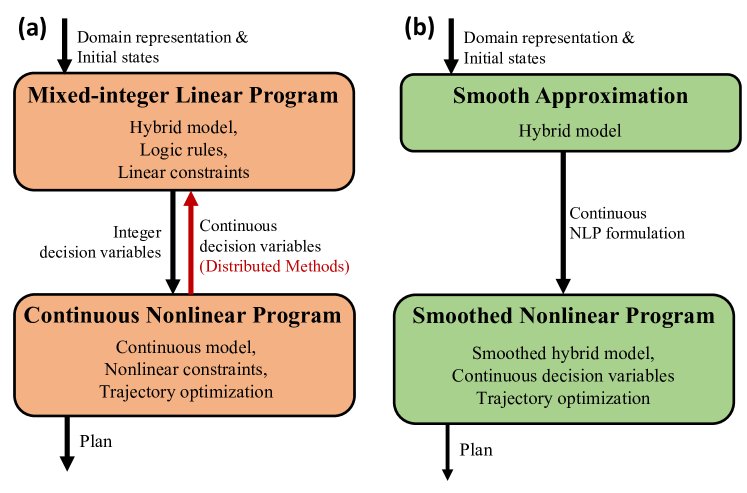 (a)
Domain representation &
Initial states
Mixed-integer Linear Program
Hybrid model,
Logic rules,
Linear constraints
Integer
decision variables
Continuous
decision variables
(Distributed Methods)
Continuous Nonlinear Program
Continuous model,
Nonlinear constraints,
Trajectory optimization
Plan
(b)
Domain representation &
Initial states
Smooth Approximation
Hybrid model
Continuous
NLP formulation
Smoothed Nonlinear Program
Smoothed hybrid model,
Continuous decision variables
Trajectory optimization
Plan